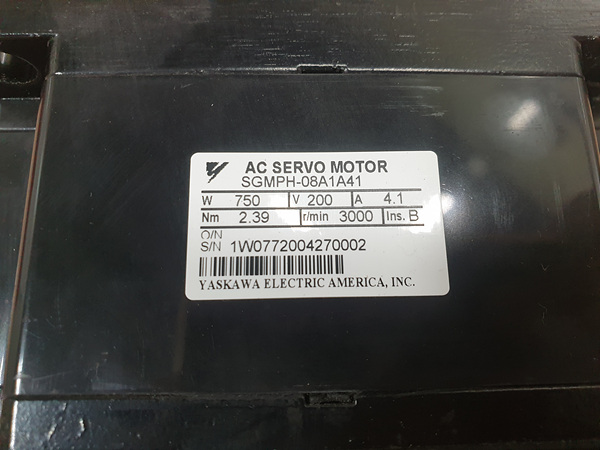 AC SERVO MOTOR
SGMPH-08A1A41
W 750 V 200 A 4.1
Nm 2.39 r/min 3000 Ins. B
O/N
S/N 1W0772004270002
YASKAWA ELECTRIC AMERICA, INC.